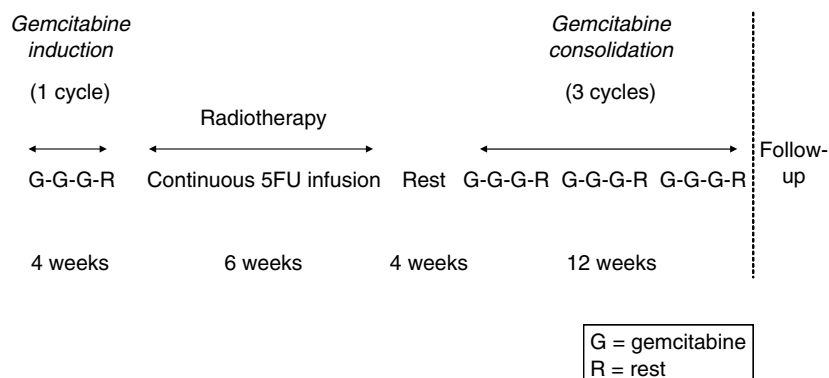 Gemcitabine
induction
(1 cycle)
Gemcitabine
consolidation
(3 cycles)
Radiotherapy
G-G-G-R
Continuous 5FU infusion
Rest
G-G-G-R G-G-G-R G-G-G-R
Follow-
up
4 weeks
6 weeks
4 weeks
12 weeks
G = gemcitabine
R = rest